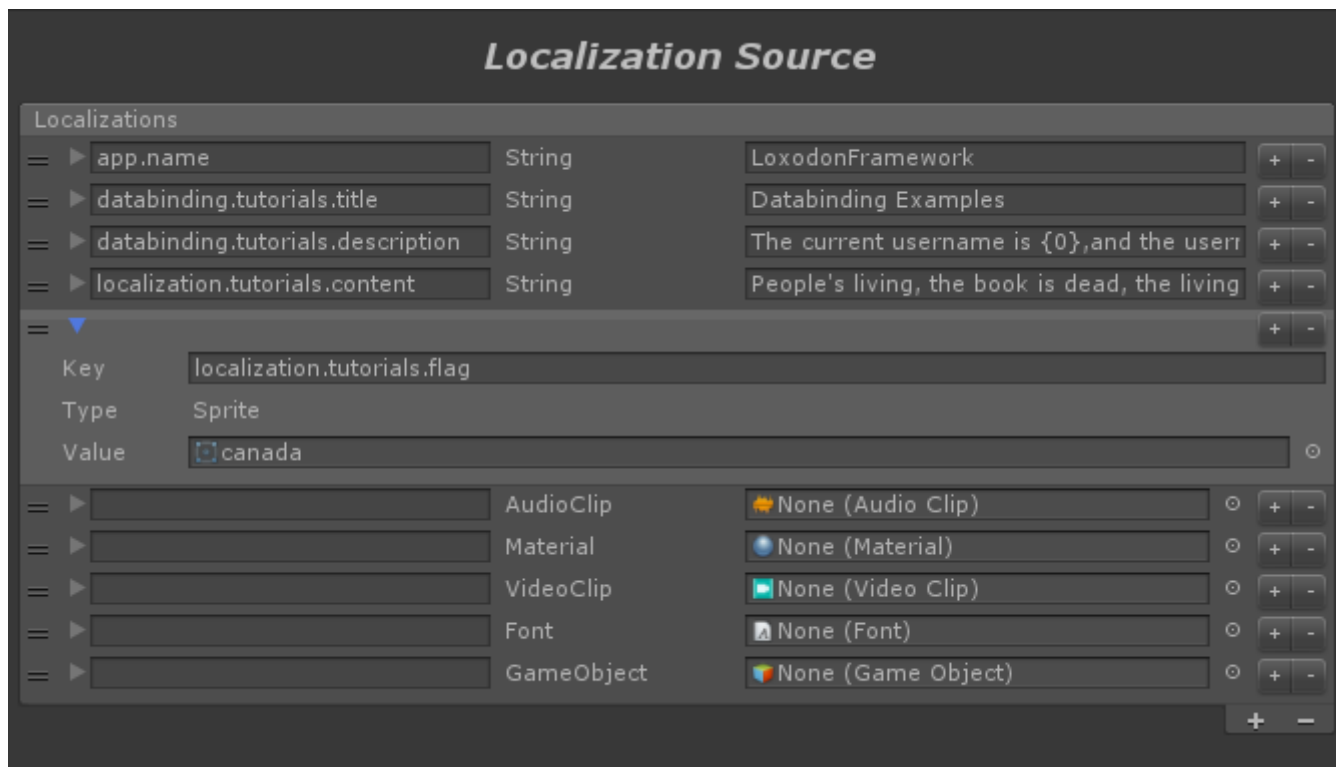 Localization Source
Localizations
app.name String LoxodonFramework + -
databinding.tutorials.title String Databinding Examples + -
databinding.tutorials.description String The current username is {0},and the user + -
localization.tutorials.content String People's living, the book is dead, the living + -
+ -
Key localization.tutorials.flag
Type Sprite
Value canada
AudioClip None (Audio Clip) + -
Material None (Material) + -
VideoClip None (Video Clip) + -
Font None (Font) + -
GameObject None (Game Object) + -
+ -